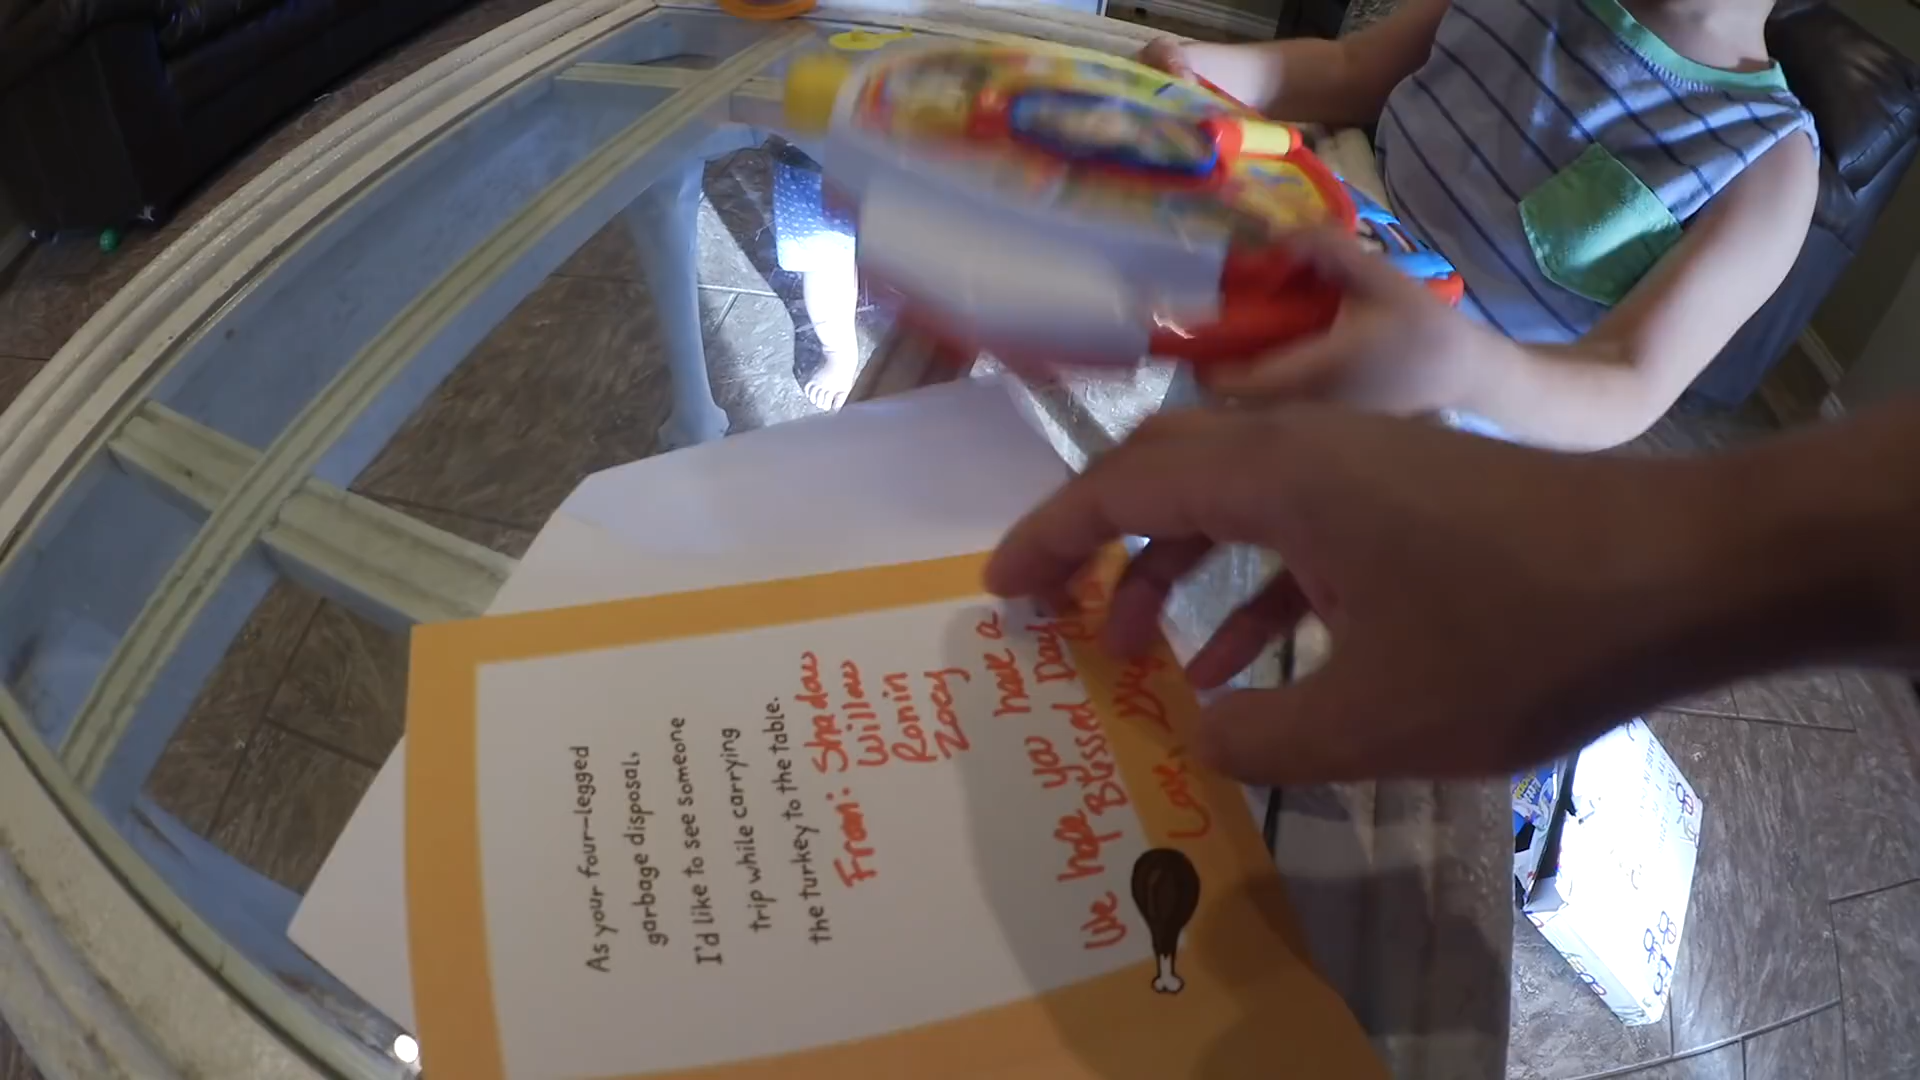 As your four-legged
garbage disposal,
I'd like to see someone
trip while carrying
the turkey to the table.
From: Shadow
Willow
Ronin
Zoey
We hope you have a
Blessed Day
Love,